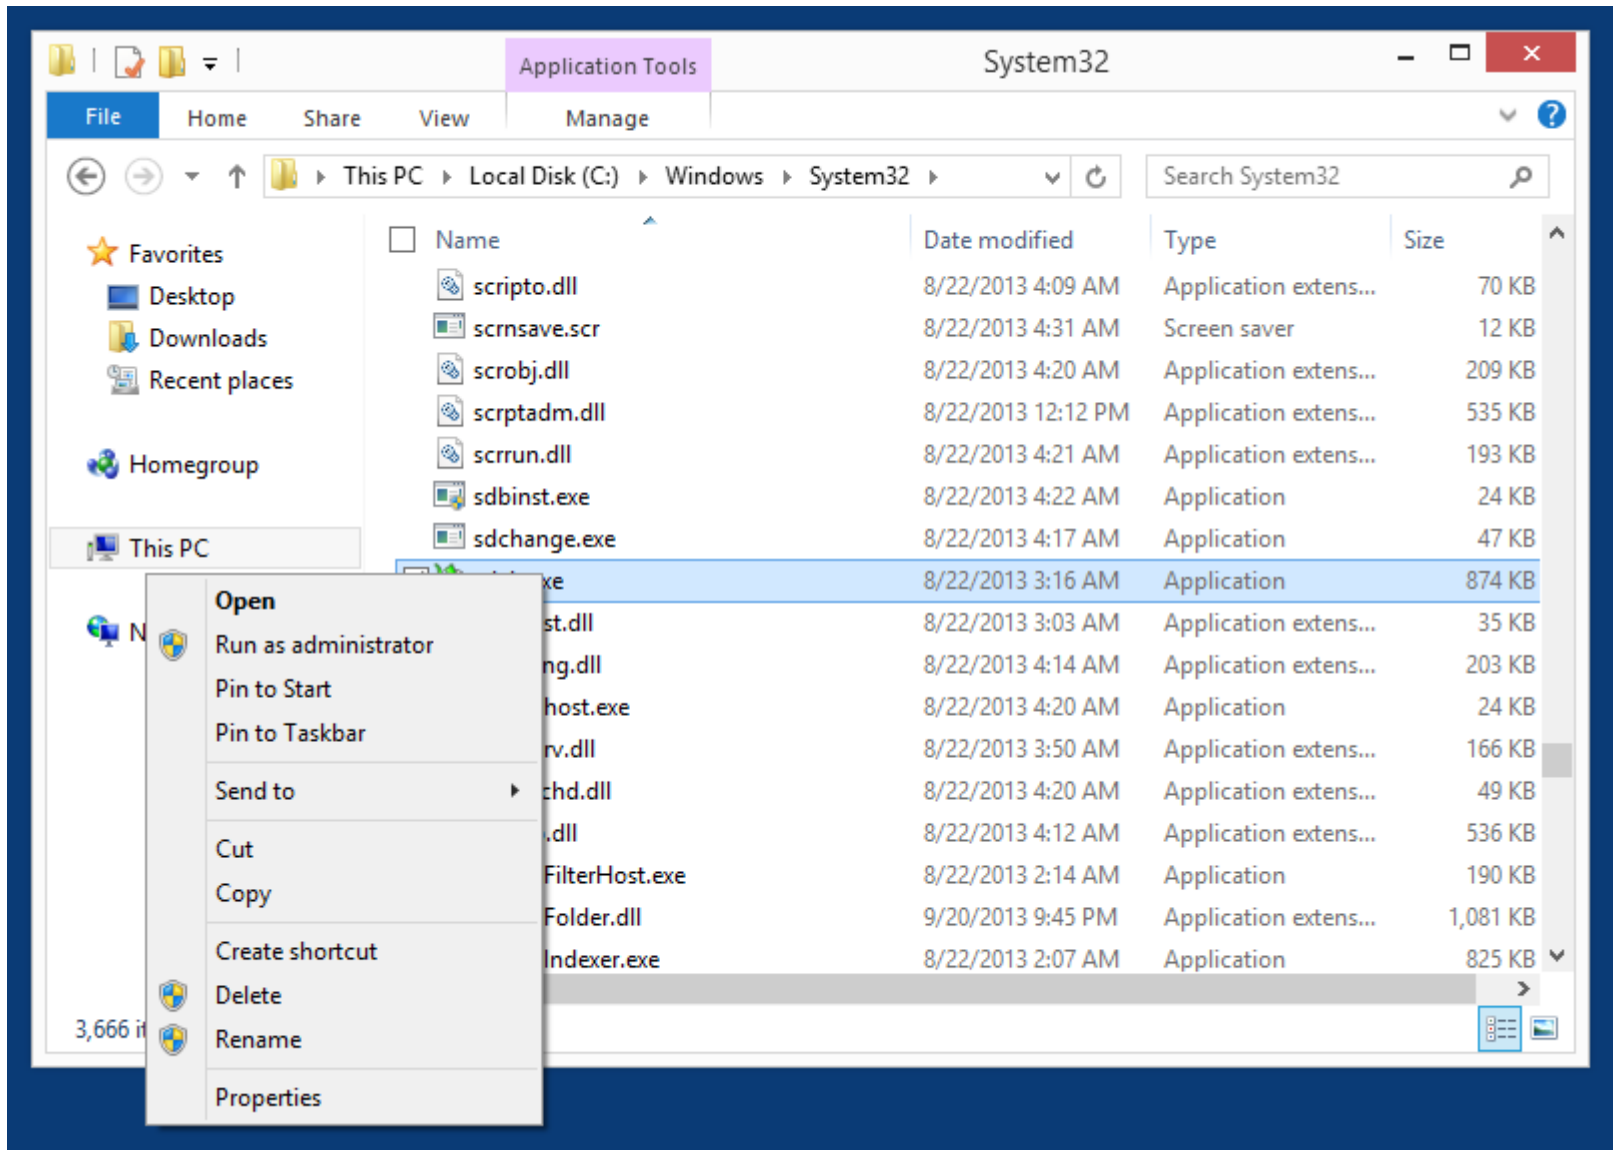 Application Tools
System32
File Home Share View Manage
This PC Local Disk (C:) Windows System32
Search System32
Favorites
Desktop
Downloads
Recent places
Homegroup
This PC
Name Date modified Type Size
scripto.dll 8/22/2013 4:09 AM Application extens... 70 KB
scrnsave.scr 8/22/2013 4:31 AM Screen saver 12 KB
scrobj.dll 8/22/2013 4:20 AM Application extens... 209 KB
scrptadm.dll 8/22/2013 12:12 PM Application extens... 535 KB
scrrun.dll 8/22/2013 4:21 AM Application extens... 193 KB
sdbinst.exe 8/22/2013 4:22 AM Application 24 KB
sdchange.exe 8/22/2013 4:17 AM Application 47 KB
xe 8/22/2013 3:16 AM Application 874 KB
st.dll 8/22/2013 3:03 AM Application extens... 35 KB
ng.dll 8/22/2013 4:14 AM Application extens... 203 KB
host.exe 8/22/2013 4:20 AM Application 24 KB
rv.dll 8/22/2013 3:50 AM Application extens... 166 KB
chd.dll 8/22/2013 4:20 AM Application extens... 49 KB
.dll 8/22/2013 4:12 AM Application extens... 536 KB
FilterHost.exe 8/22/2013 2:14 AM Application 190 KB
Folder.dll 9/20/2013 9:45 PM Application extens... 1,081 KB
Indexer.exe 8/22/2013 2:07 AM Application 825 KB
Open
Run as administrator
Pin to Start
Pin to Taskbar
Send to
Cut
Copy
Create shortcut
Delete
Rename
Properties
3,666 it